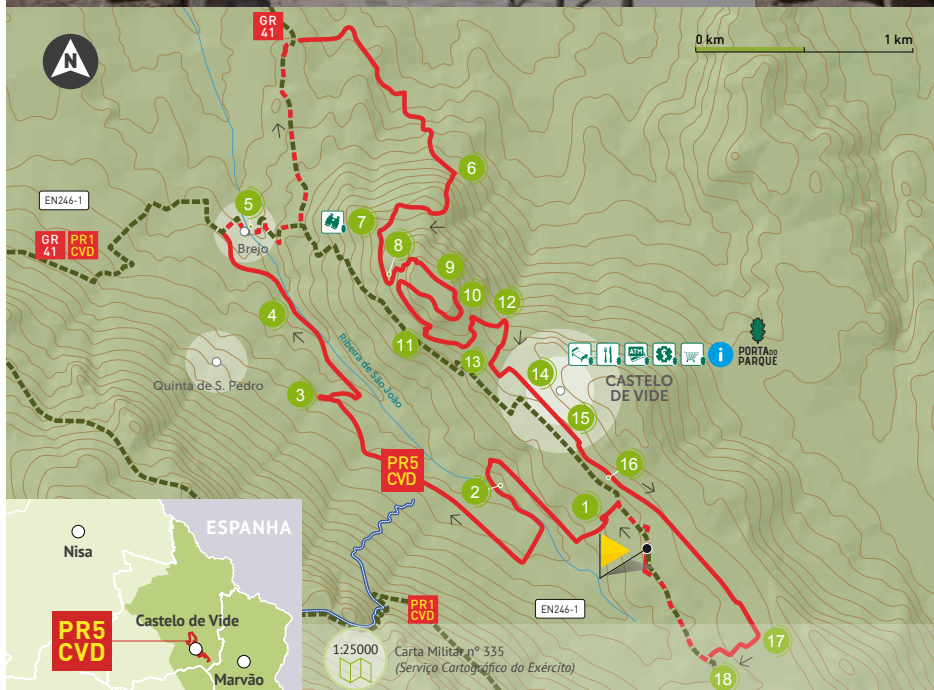 GR
41
N
0 km
1 km
6
EN246-1
5
7
GR
41
PR1
CVD
Brejo
8
9
10
12
4
11
13
ATM
i
PORTA DO
PARQUE
Ribeira de São João
Quinta de S. Pedro
14
CASTELO
DE VIDE
3
15
PR5
CVD
16
2
1
ESPANHA
Nisa
PR5
CVD
Castelo de Vide
Marvão
PR1
CVD
EN246-1
1:25000
Carta Militar nº 335
(Serviço Cartográfico do Exército)
17
18